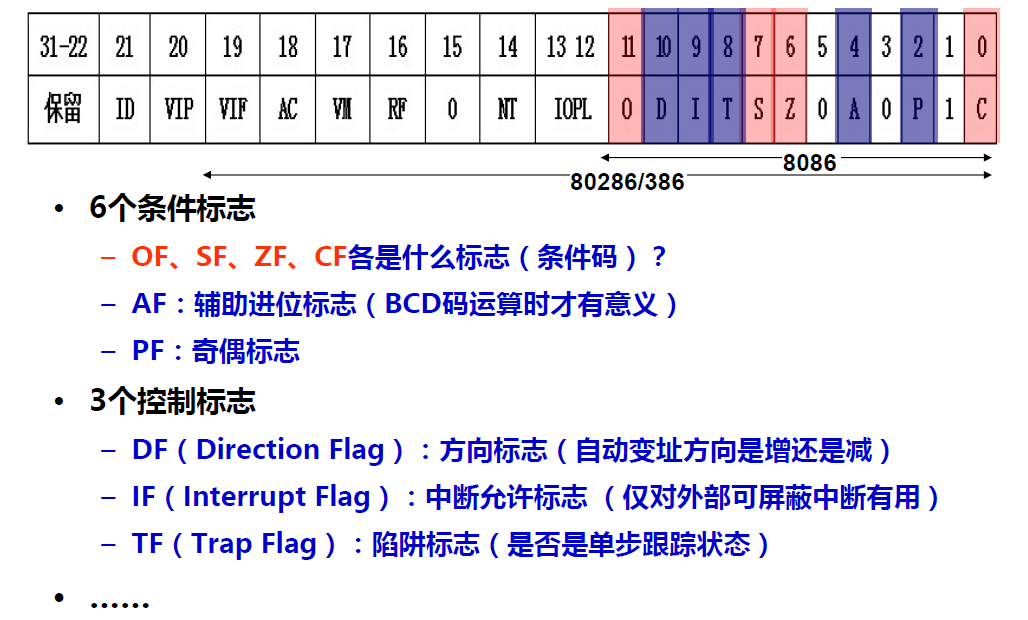 31-22 21 20 19 18 17 16 15 14 13 12 11 10 9 8 7 6 5 4 3 2 1 0
保留 ID VIP VIF AC VM RF 0 NT IOPL O D I T S Z 0 A 0 P 1 C
8086
80286/386
• 6个条件标志
– OF、SF、ZF、CF各是什么标志（条件码）？
– AF：辅助进位标志（BCD码运算时才有意义）
– PF：奇偶标志
• 3个控制标志
– DF（Direction Flag）：方向标志（自动变址方向是增还是减）
– IF（Interrupt Flag）：中断允许标志 （仅对外部可屏蔽中断有用）
– TF（Trap Flag）：陷阱标志（是否是单步跟踪状态）
• ……